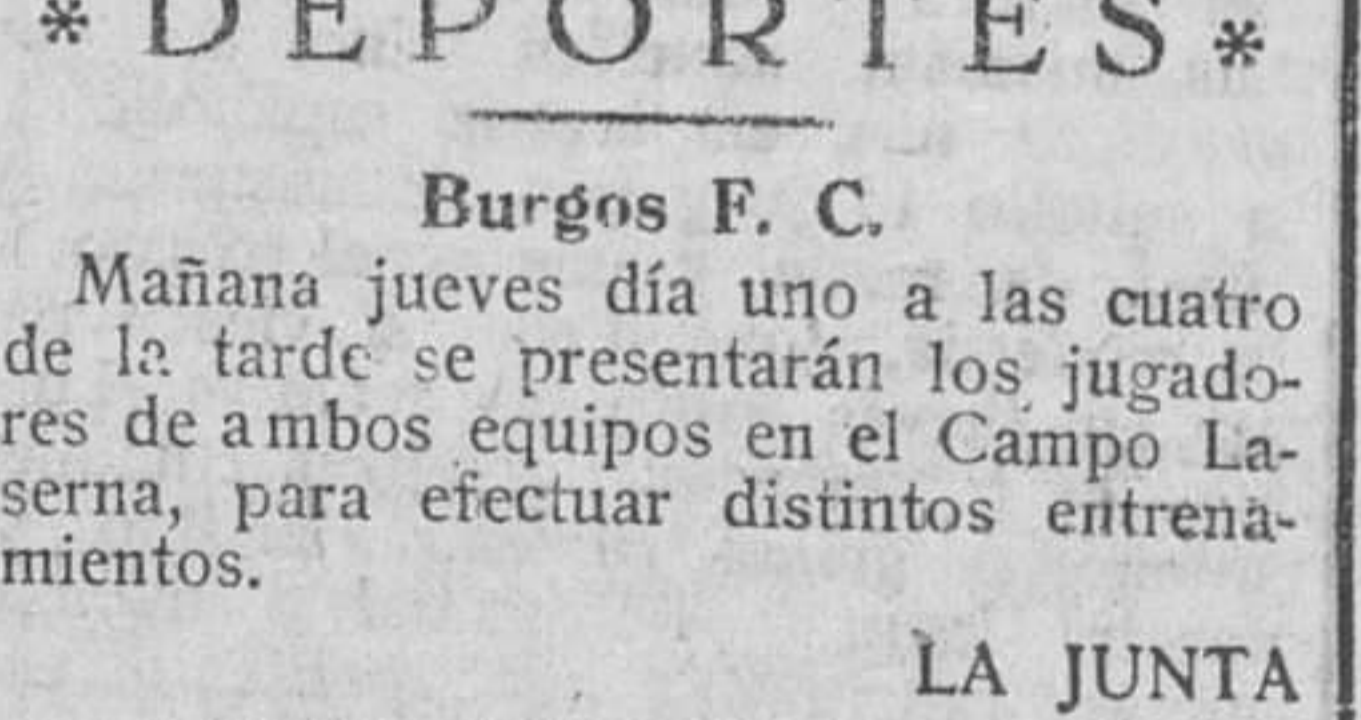 * DEPORTES *
Burgos F. C.
Mañana jueves día uno a las cuatro
de la tarde se presentarán los jugado-
res de ambos equipos en el Campo La-
serna, para efectuar distintos entrena-
mientos.
LA JUNTA